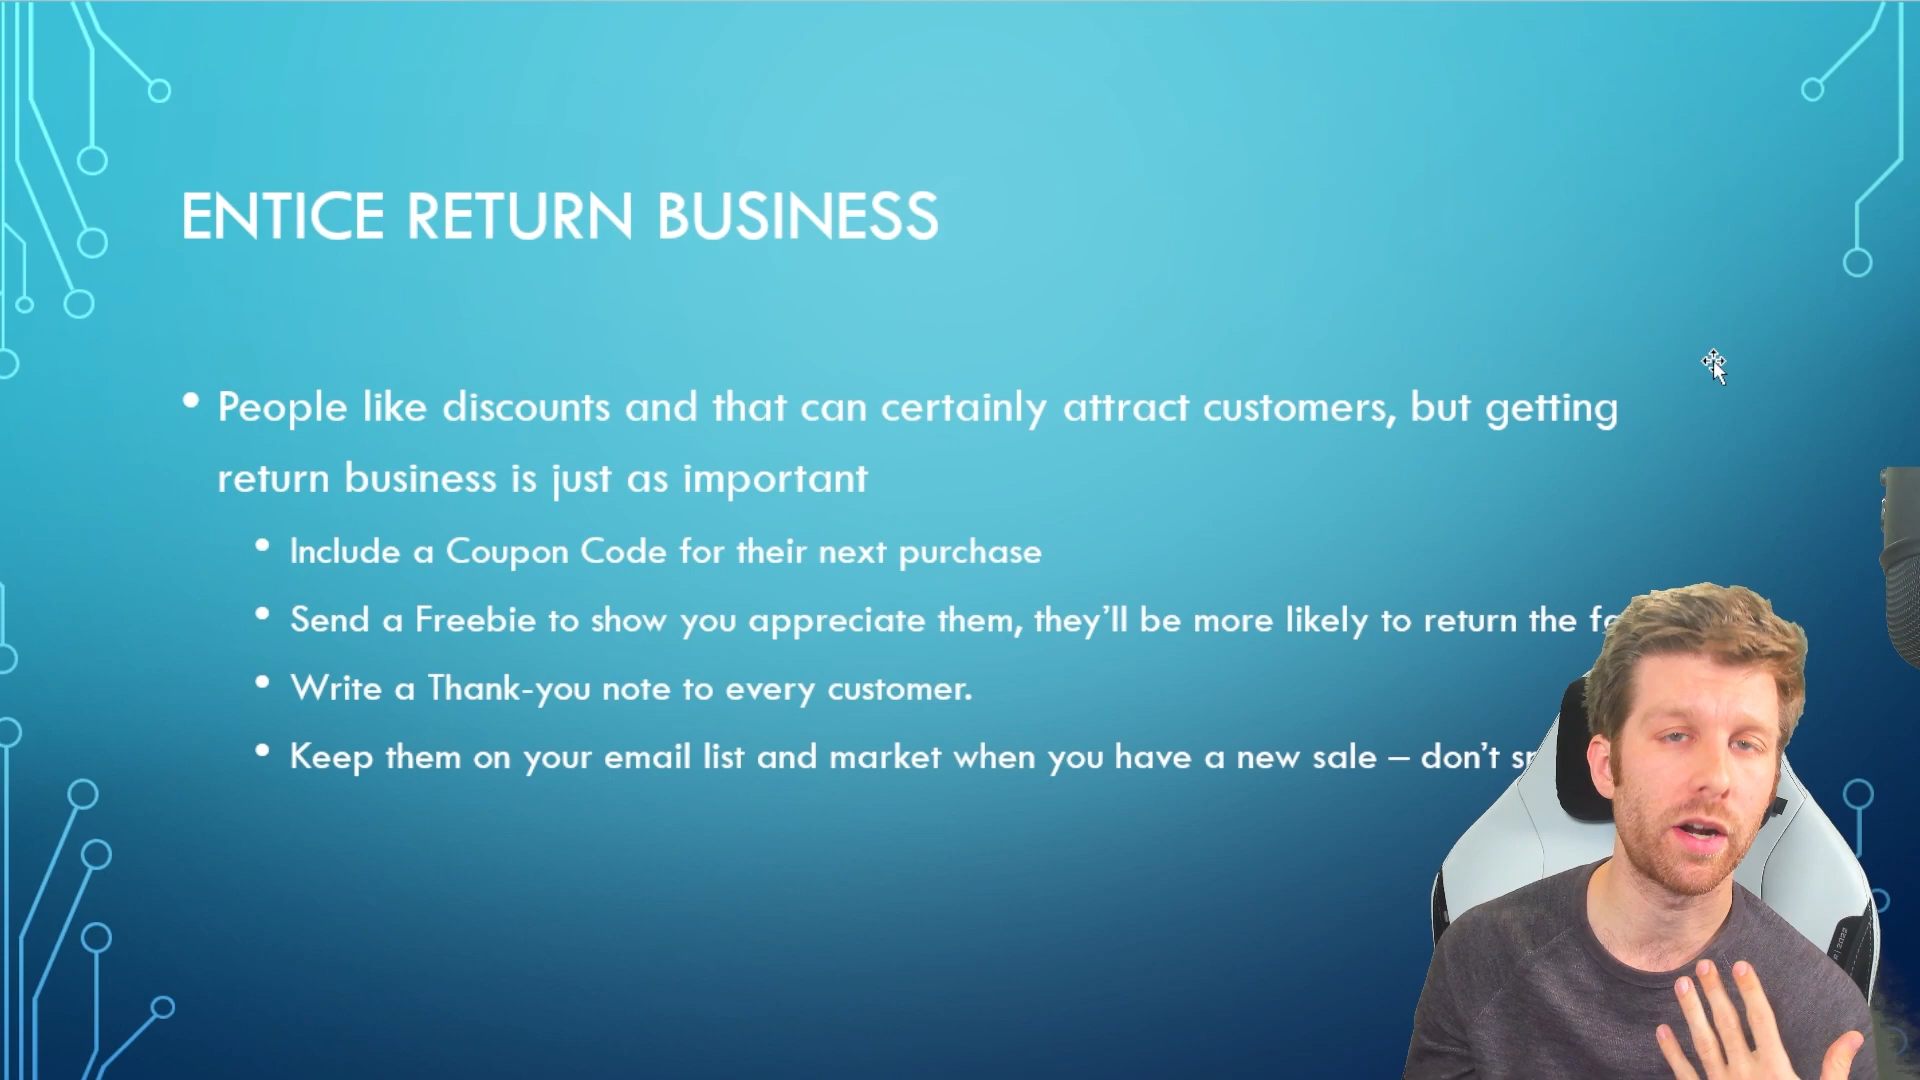 ENTICE RETURN BUSINESS
• People like discounts and that can certainly attract customers, but getting
return business is just as important
• Include a Coupon Code for their next purchase
• Send a Freebie to show you appreciate them, they’ll be more likely to return the
• Write a Thank-you note to every customer.
• Keep them on your email list and market when you have a new sale – don’t